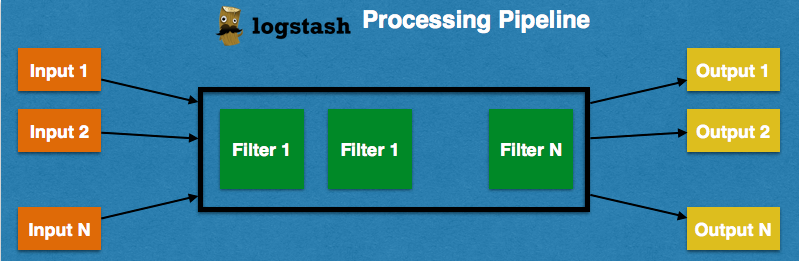 logstash Processing Pipeline
Input 1
Input 2
Input N
Filter 1
Filter 1
Filter N
Output 1
Output 2
Output N